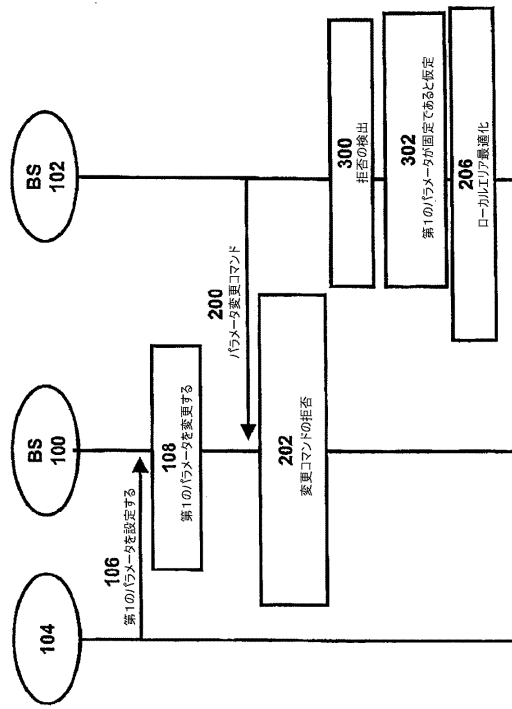 104
BS
100
BS
102
106
第1のパラメータを設定する
108
第1のパラメータを変更する
200
パラメータ変更コマンド
202
変更コマンドの拒否
300
拒否の検出
302
第1のパラメータが固定であると仮定
206
ローカルエリア最適化